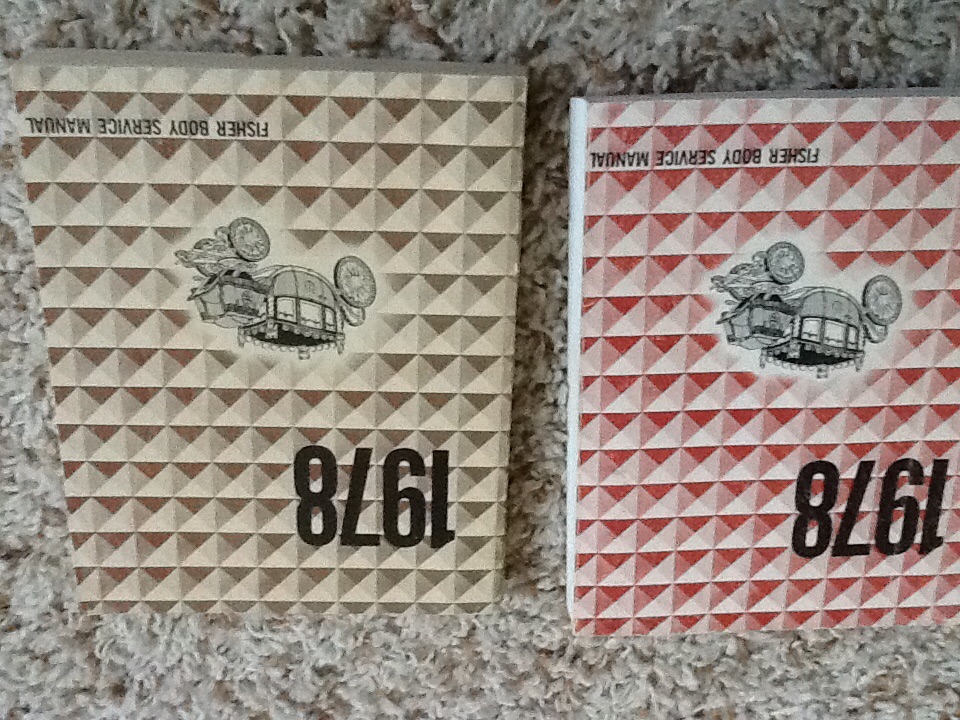 1978
FISHER BODY SERVICE MANUAL
1978
FISHER BODY SERVICE MANUAL